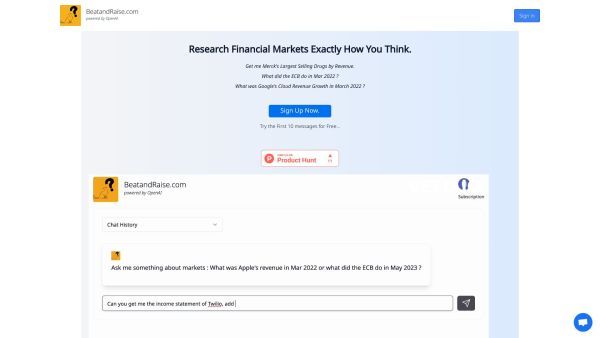 BeatandRaise.com
powered by OpenAI
Sign in
Research Financial Markets Exactly How You Think.
Get me Merck's Largest Selling Drugs by Revenue.
What did the ECB do in Mar 2022 ?
What was Google's Cloud Revenue Growth in March 2022 ?
Sign Up Now.
Try the First 10 messages for Free...
Product Hunt
BeatandRaise.com
powered by OpenAI
Subscription
Chat History
Ask me something about markets : What was Apple's revenue in Mar 2022 or what did the ECB do in May 2023 ?
Can you get me the income statement of Twilio, add